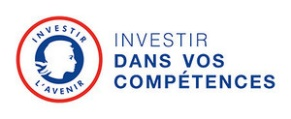 INVESTIR
L'AVENIR
INVESTIR
DANS VOS
COMPÉTENCES